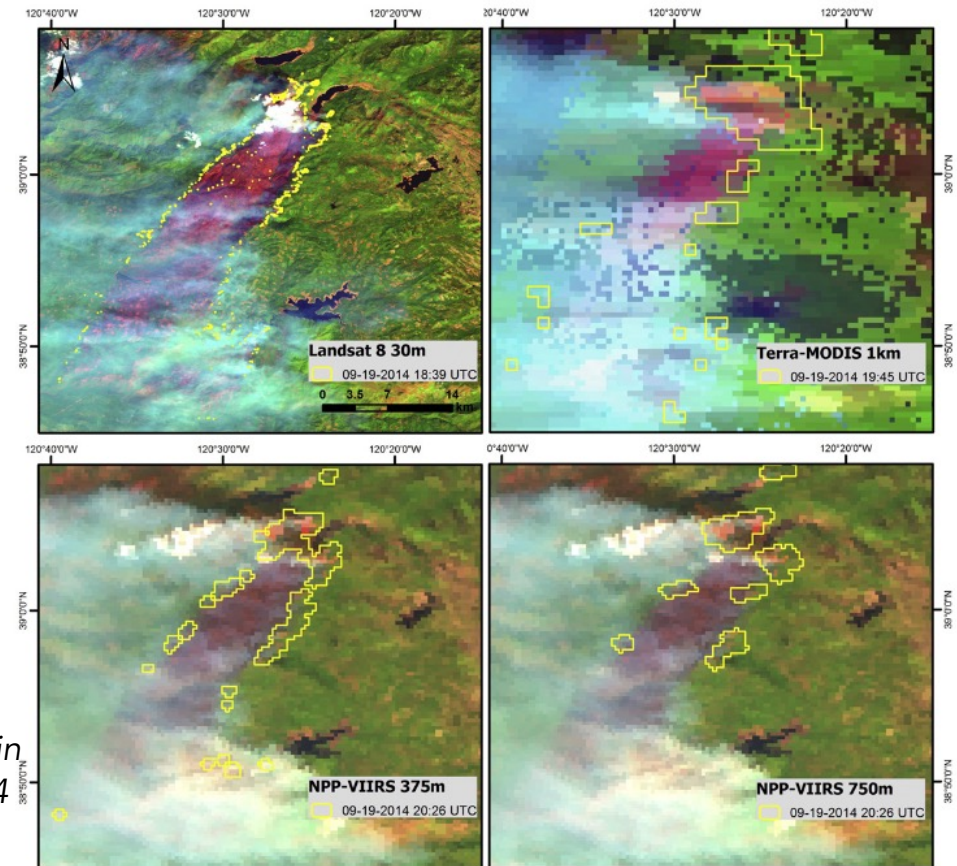 120°40'0"W 120°30'0"W 120°20'0"W
20°40'0"W 120°30'0"W 120°20'0"W
N
39°0'0"N
39°0'0"N
38°50'0"N
38°50'0"N
Landsat 8 30m
09-19-2014 18:39 UTC
0 3.5 7 14
km
Terra-MODIS 1km
09-19-2014 19:45 UTC
120°40'0"W 120°30'0"W 120°20'0"W
0°40'0"W 120°30'0"W 120°20'0"W
39°0'0"N
39°0'0"N
in
4
38°50'0"N
38°50'0"N
NPP-VIIRS 375m
09-19-2014 20:26 UTC
NPP-VIIRS 750m
09-19-2014 20:26 UTC